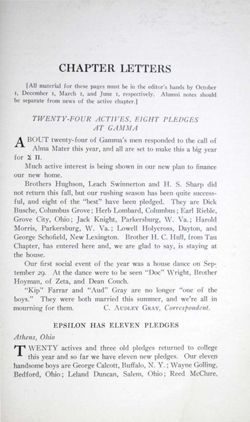 CHAPTER LETTERS
[All material for these pages must be in the editor's hands by October
1, December 1, March 1, and June 1, respectively. Alumni notes should
be separate from news of the active chapter.]
TWENTY-FOUR ACTIVES, EIGHT PLEDGES
AT GAMMA
ABOUT twenty-four of Gamma's men responded to the call of
Alma Mater this year, and all are set to make this a big year
for Σ Π.
Much active interest is being shown in our new plan to finance
our new home.
Brothers Hughson, Leach Swimerton and H. S. Sharp did
not return this fall, but our rushing season has been quite success-
ful, and eight of the "best" have been pledged. They are Dick
Busche, Columbus Grove; Herb Lombard, Columbus; Earl Rieble,
Grove City, Ohio; Jack Knight, Parkersburg, W. Va.; Harold
Morris, Parkersburg, W. Va.; Lowell Holycross, Dayton, and
George Schofield, New Lexington. Brother H. C. Hull, from Tau
Chapter, has entered here and, we are glad to say, is staying at
the house.
Our first social event of the year was a house dance on Sep-
tember 29. At the dance were to be seen "Doc" Wright, Brother
Hoyman, of Zeta, and Dean Couch.
"Kip" Farrar and "Aud" Gray are no longer "one of the
boys." They were both married this summer, and we're all in
mourning for them. C. AUDLEY GRAY, Correspondent.
EPSILON HAS ELEVEN PLEDGES
Athens, Ohio
TWENTY actives and three old pledges returned to college
this year and so far we have eleven new pledges. Our eleven
handsome boys are George Calcott, Buffalo, N. Y.; Wayne Golling,
Bedford, Ohio; Leland Duncan, Salem, Ohio; Reed McClure,